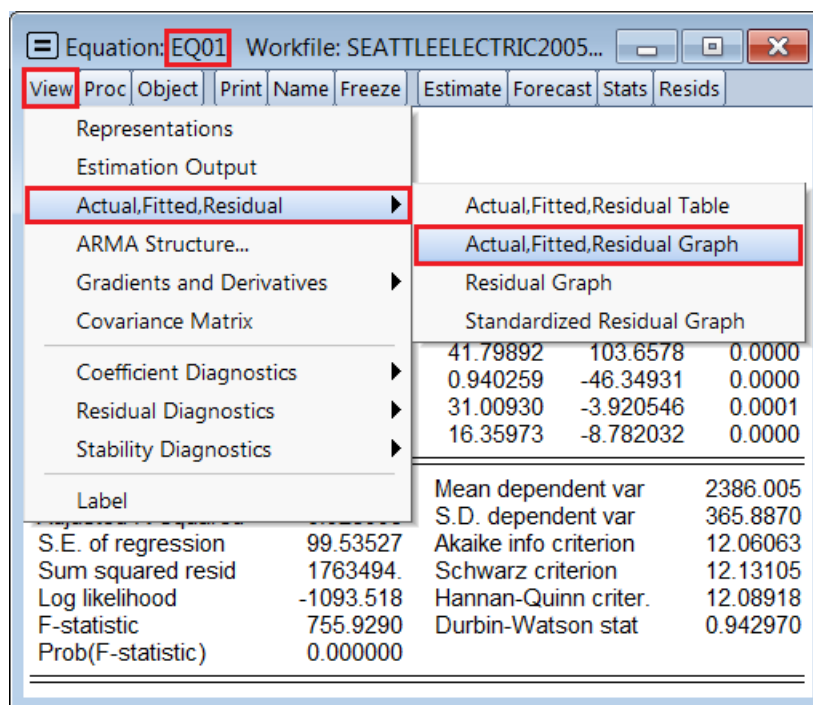 Equation: EQ01 Workfile: SEATTLEELECTRIC2005...
View Proc Object Print Name Freeze Estimate Forecast Stats Resids
Representations
Estimation Output
Actual,Fitted,Residual
Actual,Fitted,Residual Table
ARMA Structure...
Actual,Fitted,Residual Graph
Gradients and Derivatives
Residual Graph
Covariance Matrix
Standardized Residual Graph
41.79892 103.6578 0.0000
Coefficient Diagnostics
0.940259 -46.34931 0.0000
Residual Diagnostics
31.00930 -3.920546 0.0001
16.35973 -8.782032 0.0000
Stability Diagnostics
Label
Mean dependent var 2386.005
S.D. dependent var 365.8870
S.E. of regression 99.53527 Akaike info criterion 12.06063
Sum squared resid 1763494. Schwarz criterion 12.13105
Log likelihood -1093.518 Hannan-Quinn criter. 12.08918
F-statistic 755.9290 Durbin-Watson stat 0.942970
Prob(F-statistic) 0.000000